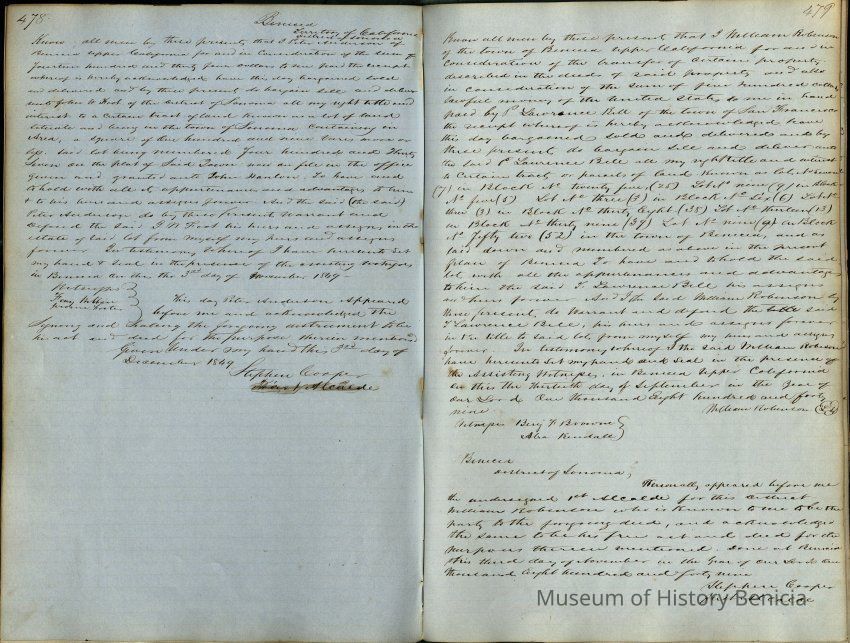 478
Benicia
Territory of California
District of Sonoma
Know all men by these presents, that I Peter Anderson of
Benicia Upper California for and in Consideration of the sum of
fourteen hundred and thirty four dollars to me paid the receipt
whereof is hereby acknowledged have this day bargained sold
and delivered and by these presents do bargain sell and deliver
unto John W Foot of the District of Sonoma all my right title and
interest to a Certain tract of land known as a lot of land
situate and being in the town of Sonoma Containing in
area, a square of One hundred and
lot, said lot being numbered Four hundred and Thirty
Seven on the plat of Said Town now on file in the office
given and granted unto John Hanlon. To have and
to hold with all its appurtenances and advantages to him
& to his heirs and assigns forever. And the said (the said)
Peter Anderson do by these presents warrant and
Defend the Said J W Foot his heirs and assigns, in the
estate of said lot from myself my heirs and assigns
forever. In testimony whereof I have hereunto set
my hand & Seal in the presence of the assisting witnesses
in Benicia on this the 3rd day of November 1849
Witnesses
This day Peter Anderson appeared
before me and acknowledged the
Signing and Sealing the foregoing instrument to be
his act and deed for the purpose therein mentioned
Given Under my hand this 3rd day of
December 1849
Stephen Cooper
First Alcalde
479
Know all men by these present that I William Robinson
of the town of Benicia Upper California for and in
Consideration of the transfer of Certain property
described in the deeds of said property and also
in Consideration of the sum of five hundred dollars
lawful money of the United States to me in hand
paid by T Lawrence Bell of the Town of San Francisco
the receipt whereof is hereby acknowledged have
this day bargained sold and delivered and by
these presents do bargain sell and deliver unto
the said T Lawrence Bell all my right title and interest
to Certain tracts or parcels of land Known as lot No Seven
(7) in Block No twenty five (25) Lot No nine (9) in Block
No five (5) Lot No three (3) in Block No Six (6) Lot No
three (3) in Block No thirty eight (38) Lot No thirteen (13)
in Block No thirty nine (39) Lot No nine (9) in Block
No fifty two (52) in the town of Benicia, as
laid down and numbered as above in the present
plan of Benicia To have and to hold the said
lot with all the appurtenances and advantages
to him the said T. Lawrence Bell his assigns
and heirs forever And I the Said William Robinson by
these presents, do Warrant and defend the title said
T Lawrence Bell, his heirs and assigns forever
in the title to said lot from myself my heirs and assigns
forever. In testimony whereof I the said William Robinson
have hereunto set my hand and Seal in the presence of
the Assisting Witnesses, in Benicia Upper California
on this the thirtieth day of September in the year of
our Lord One thousand Eight hundred and forty
nine
William Robinson
Witnesses Benj F Browne
Alex Kendall
Benicia
District of Sonoma,
Personally appeared before me
the undersigned 1st Alcalde for this District
William Robinson who is known to me to be the
party to the foregoing deed, and acknowledged
the same to be his free act and deed for the
purposes therein mentioned. Done at Benicia
this third day of November in the Year of our Lord One
thousand Eight hundred and forty nine
Stephen Cooper
Museum of History Benicia